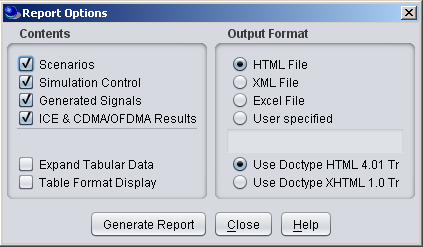 Report Options
Contents
Scenarios
Simulation Control
Generated Signals
ICE & CDMA/OFDMA Results
Expand Tabular Data
Table Format Display
Output Format
HTML File
XML File
Excel File
User specified
Use Doctype HTML 4.01 Tr
Use Doctype XHTML 1.0 Tr
Generate Report
Close
Help